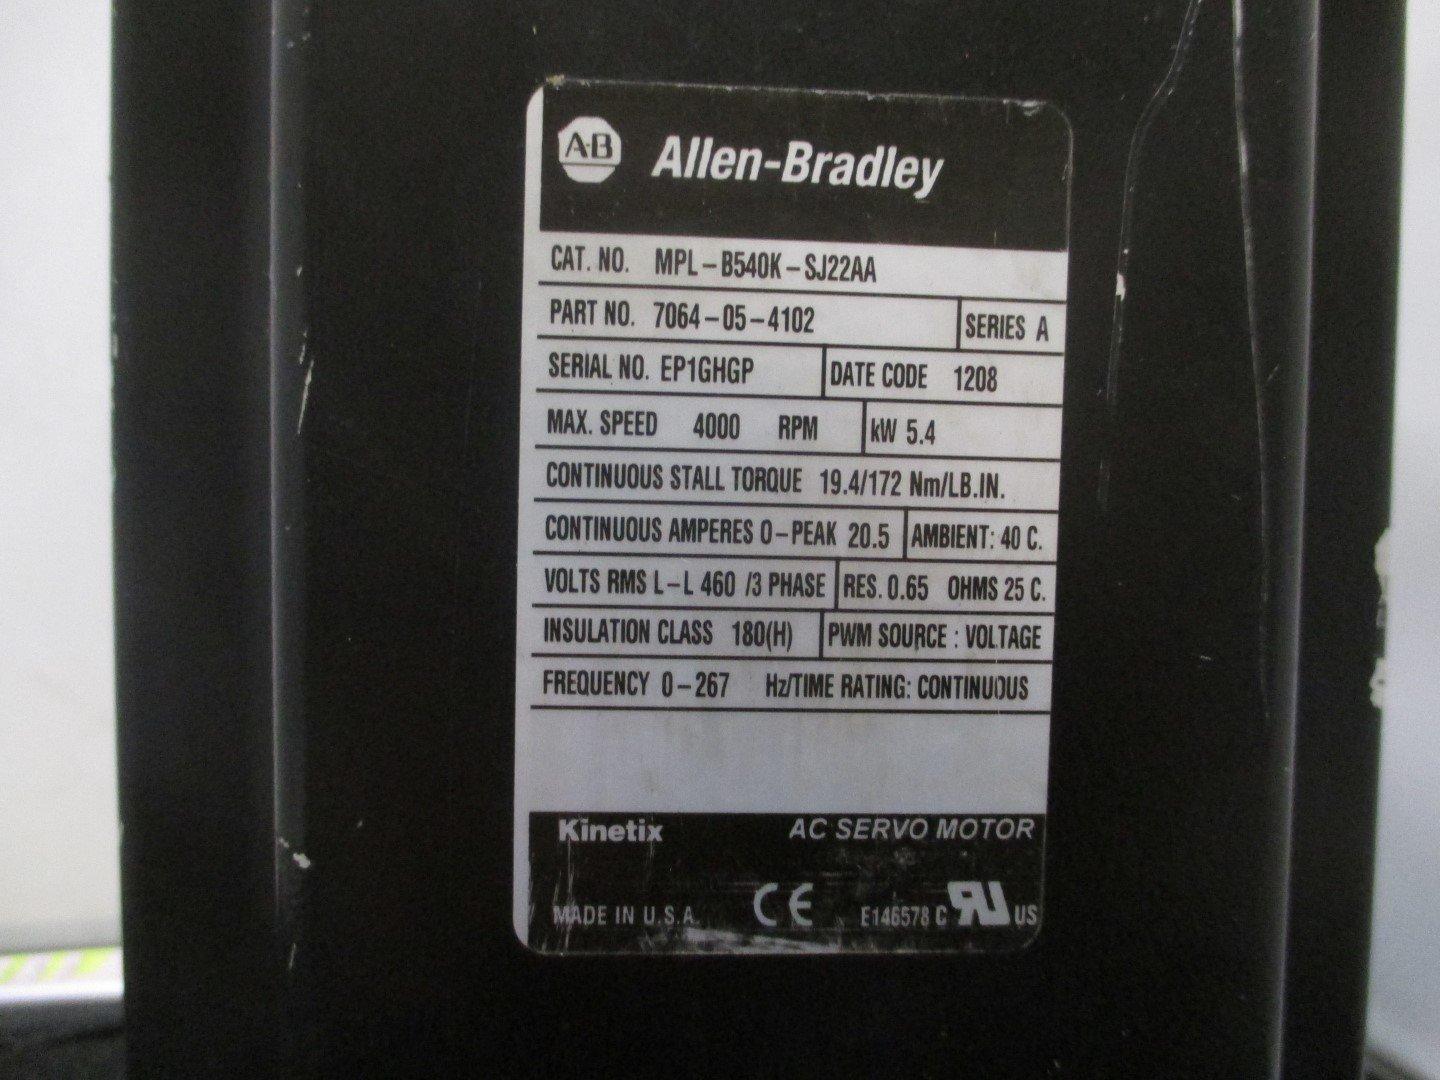 A-B Allen-Bradley
CAT. NO. MPL-B540K-SJ22AA
PART NO. 7064-05-4102 SERIES A
SERIAL NO. EP1GHGP DATE CODE 1208
MAX. SPEED 4000 RPM kW 5.4
CONTINUOUS STALL TORQUE 19.4/172 Nm/LB.IN.
CONTINUOUS AMPERES 0-PEAK 20.5 AMBIENT: 40 C.
VOLTS RMS L-L 460 /3 PHASE RES. 0.65 OHMS 25 C.
INSULATION CLASS 180(H) PWM SOURCE : VOLTAGE
FREQUENCY 0-267 Hz/TIME RATING: CONTINUOUS
Kinetix AC SERVO MOTOR
MADE IN U.S.A. CE E146578 C RU US